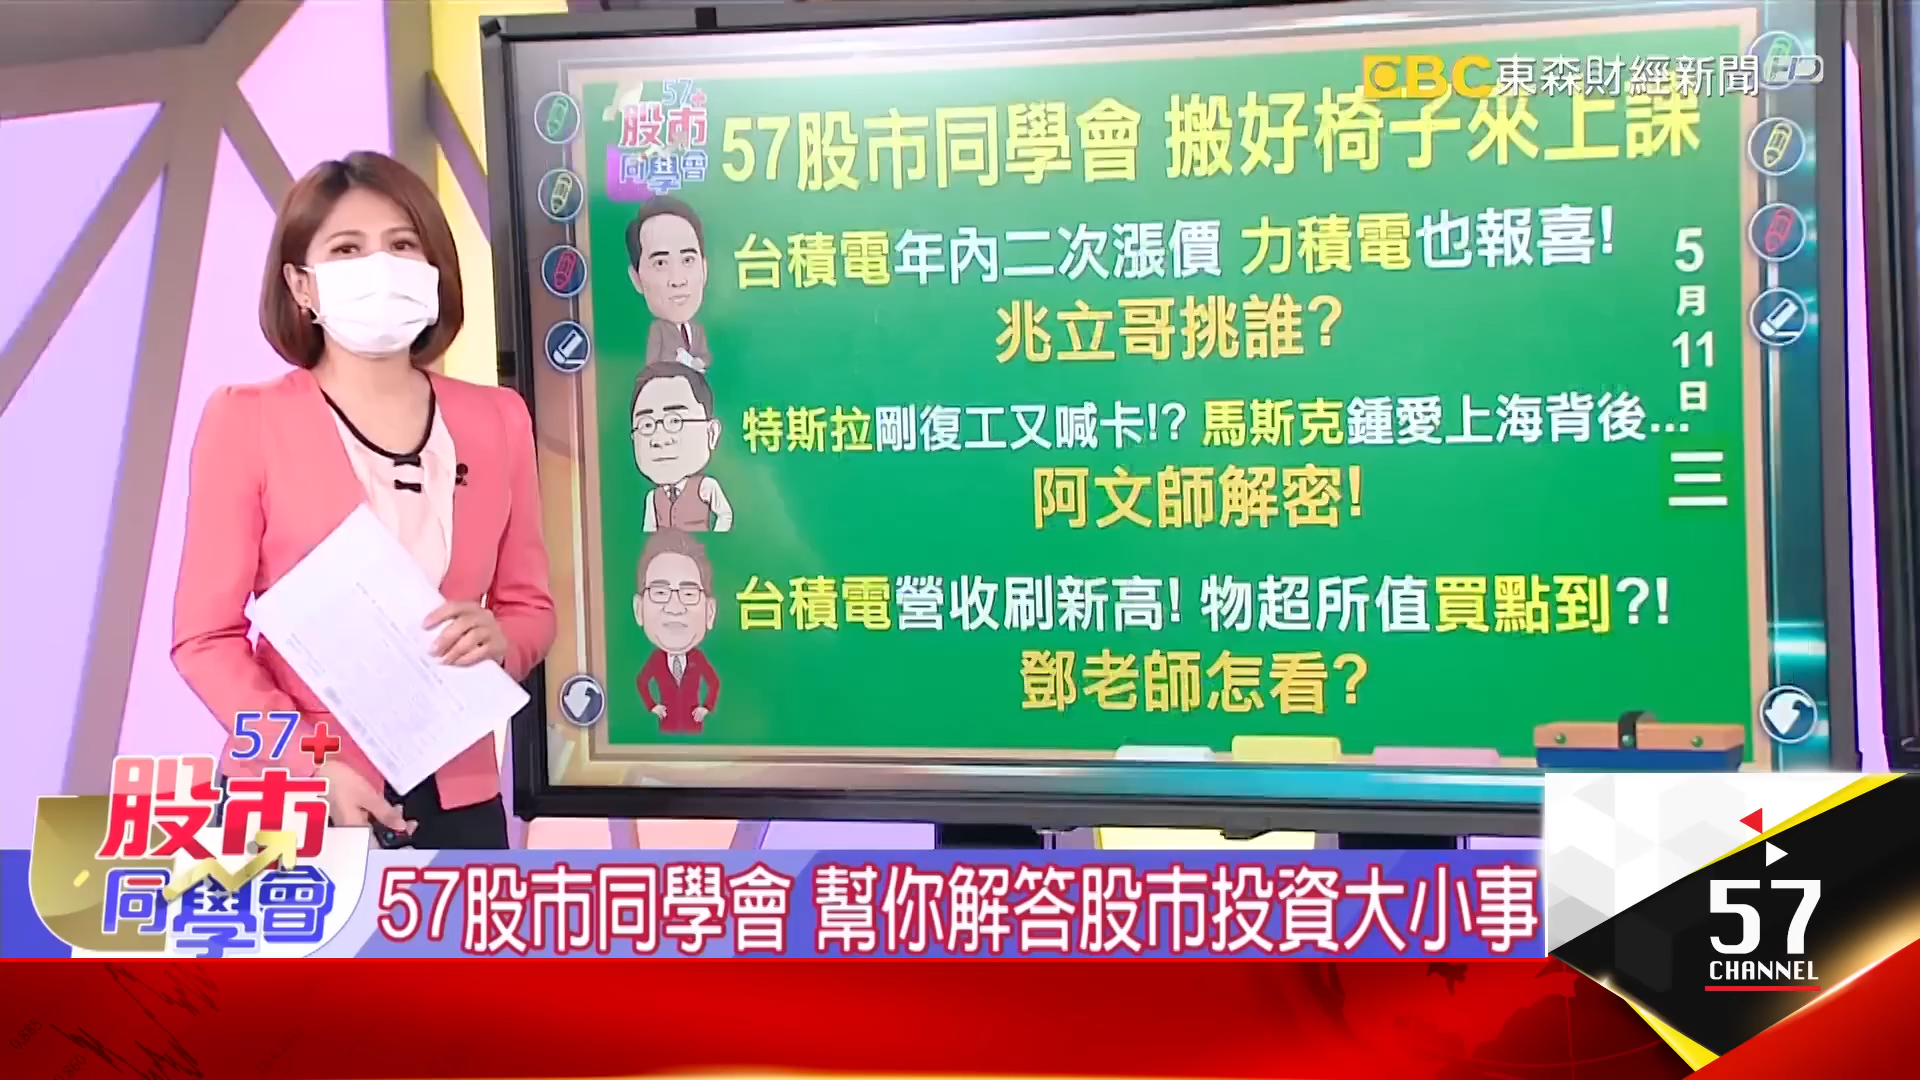 EBC東森財經新聞 HD
57+
股市
同學會
57股市同學會 搬好椅子來上課
台積電年內二次漲價 力積電也報喜!
兆立哥挑誰?
特斯拉剛復工又喊卡!? 馬斯克鍾愛上海背後...
阿文師解密!
台積電營收刷新高! 物超所值買點到?!
鄧老師怎看?
5
月
11
日
三
57+
股市
同學會
57股市同學會 幫你解答股市投資大小事
57
CHANNEL